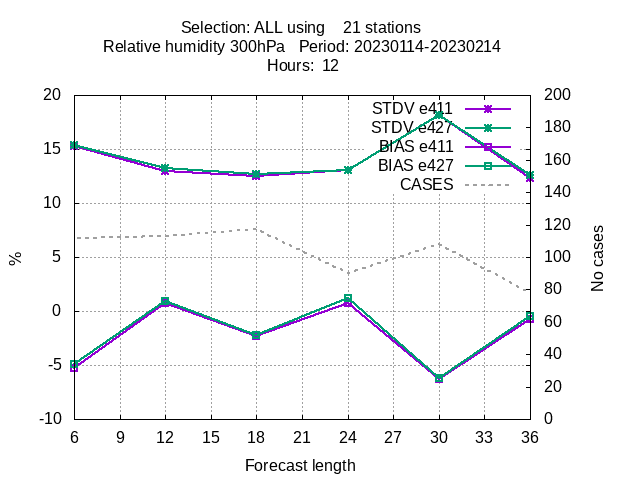 Selection: ALL using    21 stations
Relative humidity 300hPa   Period: 20230114-20230214
Hours:  12
STDV e411
STDV e427
BIAS e411
BIAS e427
CASES
20
15
10
5
0
-5
-10
%
200
180
160
140
120
100
80
60
40
20
0
No cases
6 9 12 15 18 21 24 27 30 33 36
Forecast length